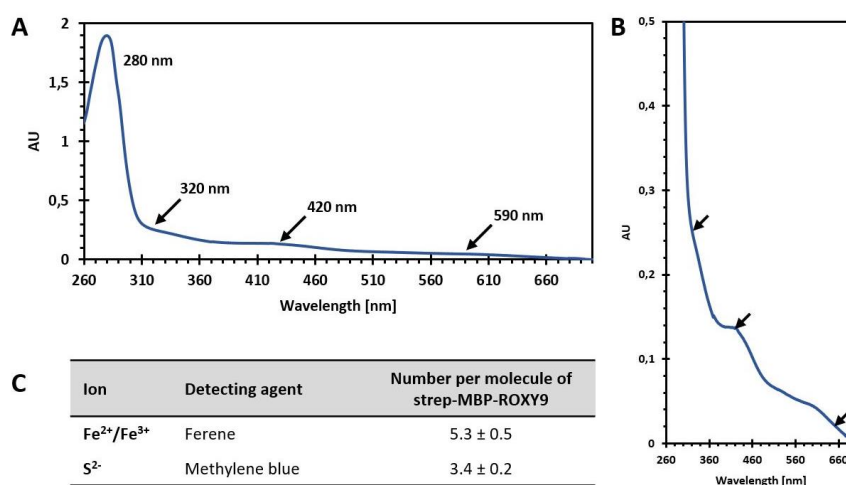 A
2
1,5
1
0,5
0
AU
280 nm
320 nm
420 nm
590 nm
260 310 360 410 460 510 560 610 660
Wavelength [nm]
B
0,5
0,4
0,3
0,2
0,1
0
AU
260 360 460 560 660
Wavelength [nm]
C
Ion Detecting agent Number per molecule of
strep-MBP-ROXY9
Fe²⁺/Fe³⁺ Ferene 5.3 ± 0.5
S²⁻ Methylene blue 3.4 ± 0.2